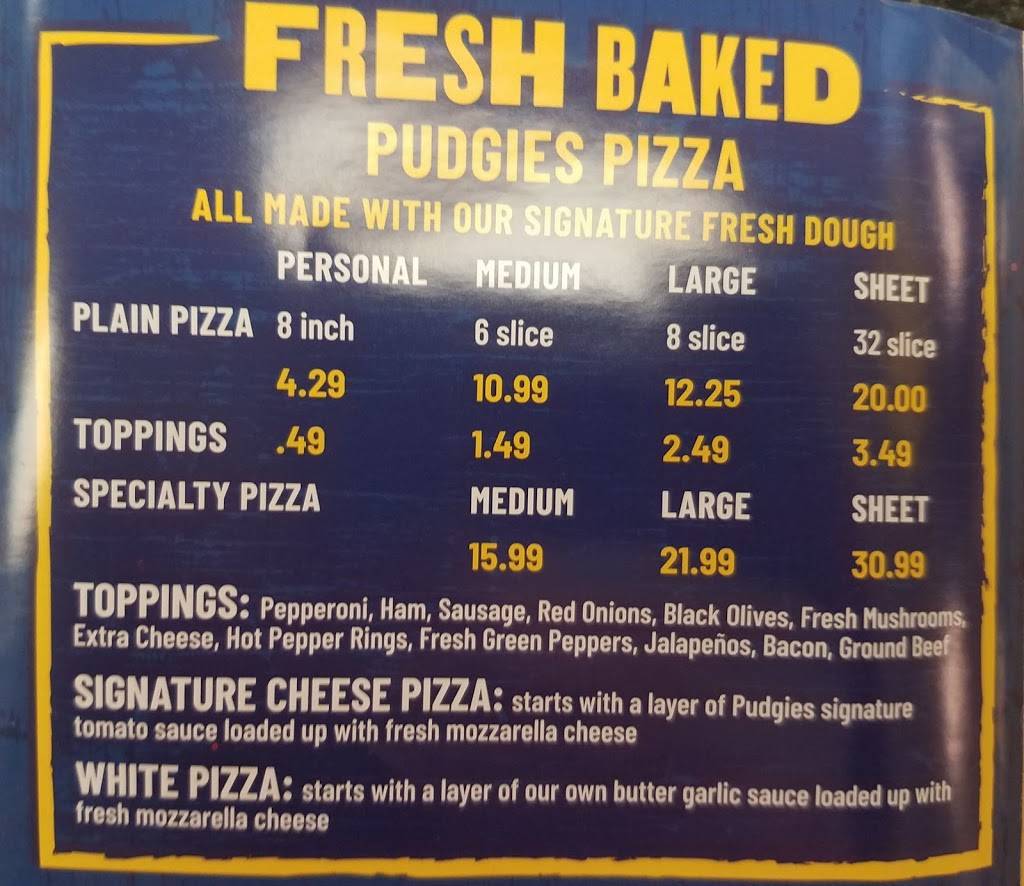 FRESH BAKED
PUDGIES PIZZA
ALL MADE WITH OUR SIGNATURE FRESH DOUGH
PERSONAL MEDIUM LARGE SHEET
PLAIN PIZZA 8 inch 6 slice 8 slice 32 slice
4.29 10.99 12.25 20.00
TOPPINGS .49 1.49 2.49 3.49
SPECIALTY PIZZA MEDIUM LARGE SHEET
15.99 21.99 30.99
TOPPINGS: Pepperoni, Ham, Sausage, Red Onions, Black Olives, Fresh Mushrooms,
Extra Cheese, Hot Pepper Rings, Fresh Green Peppers, Jalapeños, Bacon, Ground Beef
SIGNATURE CHEESE PIZZA: starts with a layer of Pudgies signature
tomato sauce loaded up with fresh mozzarella cheese
WHITE PIZZA: starts with a layer of our own butter garlic sauce loaded up with
fresh mozzarella cheese